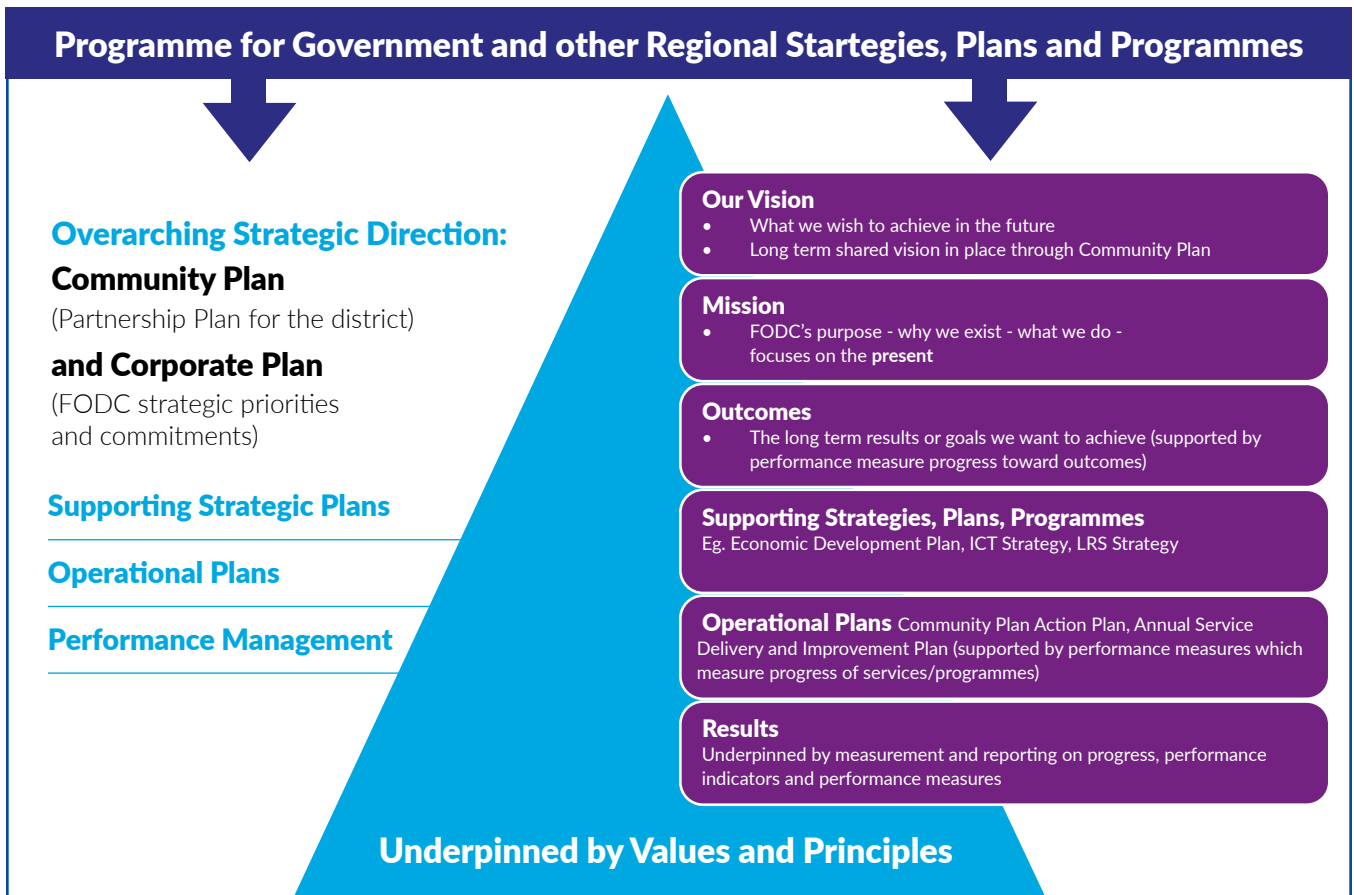 Programme for Government and other Regional Startegies, Plans and Programmes
Overarching Strategic Direction:
Community Plan
(Partnership Plan for the district)
and Corporate Plan
(FODC strategic priorities
and commitments)
Supporting Strategic Plans
Operational Plans
Performance Management
Our Vision
• What we wish to achieve in the future
• Long term shared vision in place through Community Plan
Mission
• FODC's purpose - why we exist - what we do -
focuses on the present
Outcomes
• The long term results or goals we want to achieve (supported by
performance measure progress toward outcomes)
Supporting Strategies, Plans, Programmes
Eg. Economic Development Plan, ICT Strategy, LRS Strategy
Operational Plans Community Plan Action Plan, Annual Service
Delivery and Improvement Plan (supported by performance measures which
measure progress of services/programmes)
Results
Underpinned by measurement and reporting on progress, performance
indicators and performance measures
Underpinned by Values and Principles